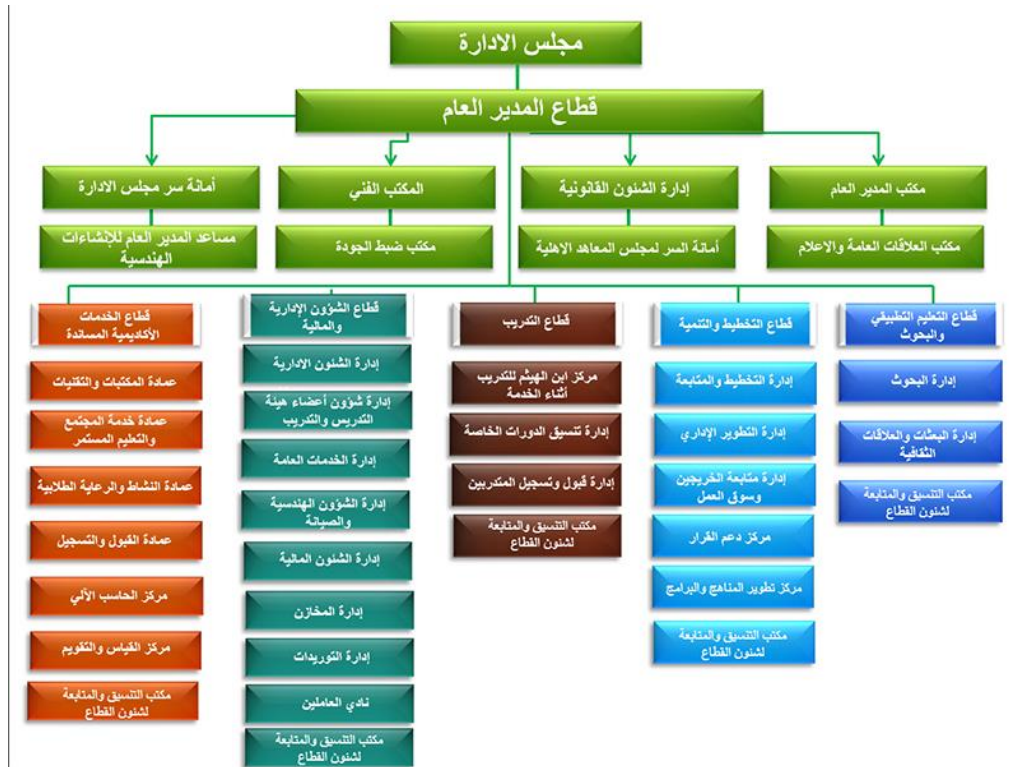 مجلس الادارة
قطاع المدير العام
مكتب المدير العام
إدارة الشئون القانونية
المكتب الفني
أمانة سر مجلس الادارة
مكتب العلاقات العامة والاعلام
أمانة السر لمجلس المعاهد الاهلية
مكتب ضبط الجودة
مساعد المدير العام للإنشاءات
الهندسية
قطاع التعليم التطبيقي
والبحوث
إدارة البحوث
إدارة البعثات والعلاقات
الثقافية
مكتب التنسيق والمتابعة
لشئون القطاع
قطاع التخطيط والتنمية
إدارة التخطيط والمتابعة
إدارة التطوير الإداري
إدارة متابعة الخريجين
وسوق العمل
مركز دعم القرار
مركز تطوير المناهج والبرامج
مكتب التنسيق والمتابعة
لشئون القطاع
قطاع التدريب
مركز ابن الهيثم للتدريب
أثناء الخدمة
إدارة تنسيق الدورات الخاصة
إدارة قبول وتسجيل المتدربين
مكتب التنسيق والمتابعة
لشئون القطاع
قطاع الشؤون الإدارية
والمالية
إدارة الشئون الادارية
إدارة شؤون أعضاء هيئة
التدريس والتدريب
إدارة الخدمات العامة
إدارة الشؤون الهندسية
والصيانة
إدارة الشئون المالية
إدارة المخازن
إدارة التوريدات
نادي العاملين
مكتب التنسيق والمتابعة
لشئون القطاع
قطاع الخدمات
الأكاديمية المساندة
عمادة المكتبات والتقنيات
عمادة خدمة المجتمع
والتعليم المستمر
عمادة النشاط والرعاية الطلابية
عمادة القبول والتسجيل
مركز الحاسب الآلي
مركز القياس والتقويم
مكتب التنسيق والمتابعة
لشئون القطاع